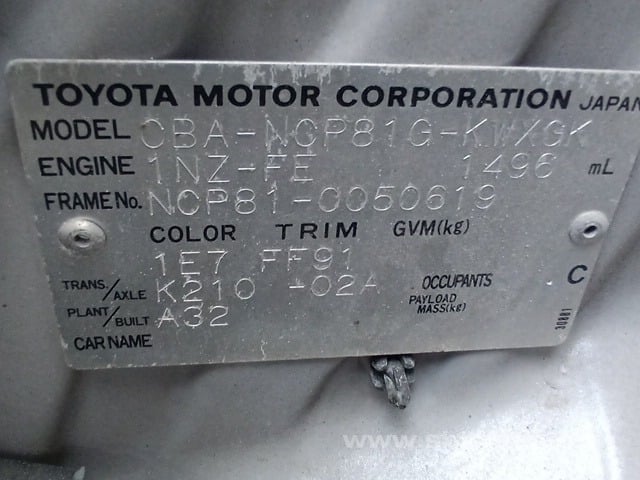 TOYOTA MOTOR CORPORATION JAPAN
MODEL CBA-NCP81G-KWXGK
ENGINE 1NZ-FE 1496 mL
FRAME No. NCP81-0050619
COLOR TRIM GVM(kg)
1E7 FF91
TRANS./AXLE K210 -02A OCCUPANTS C
PLANT/BUILT A32 PAYLOAD MASS(kg)
CAR NAME
30881